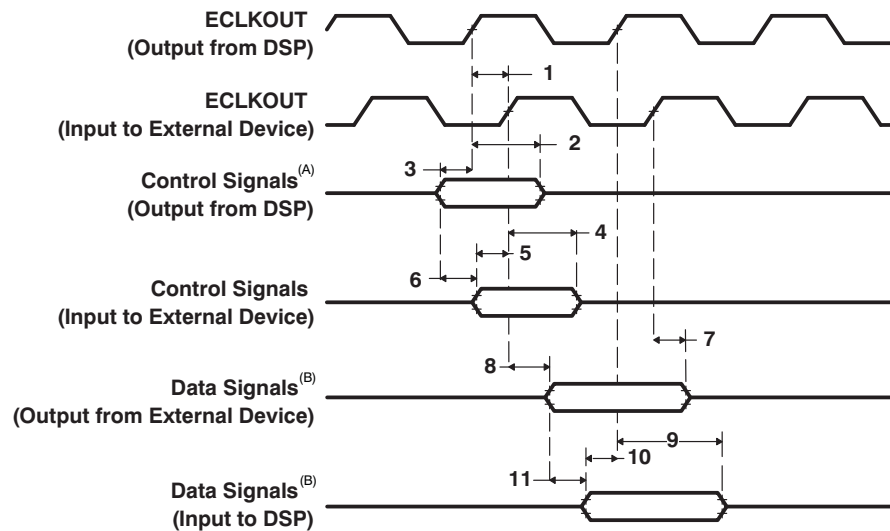 ECLKOUT
(Output from DSP)
1
ECLKOUT
(Input to External Device)
2
3
Control Signals(A)
(Output from DSP)
4
5
6
Control Signals
(Input to External Device)
7
8
Data Signals(B)
(Output from External Device)
9
10
11
Data Signals(B)
(Input to DSP)